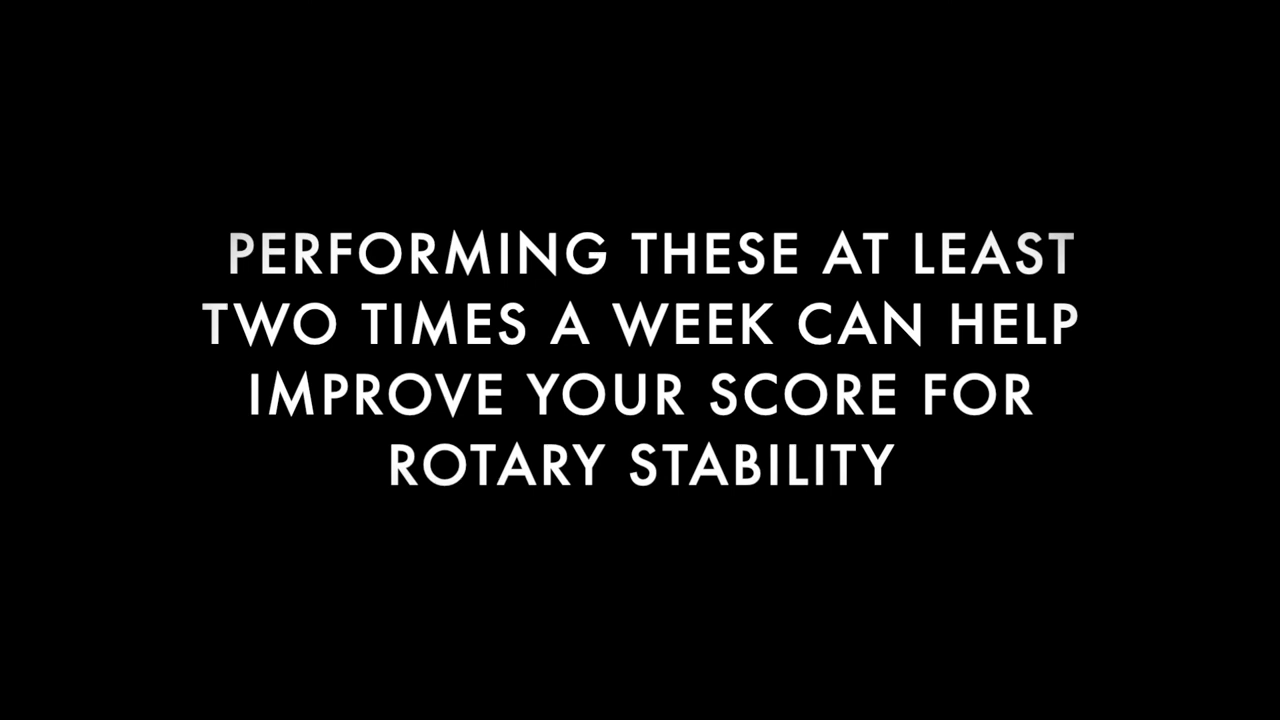 PERFORMING THESE AT LEAST
TWO TIMES A WEEK CAN HELP
IMPROVE YOUR SCORE FOR
ROTARY STABILITY